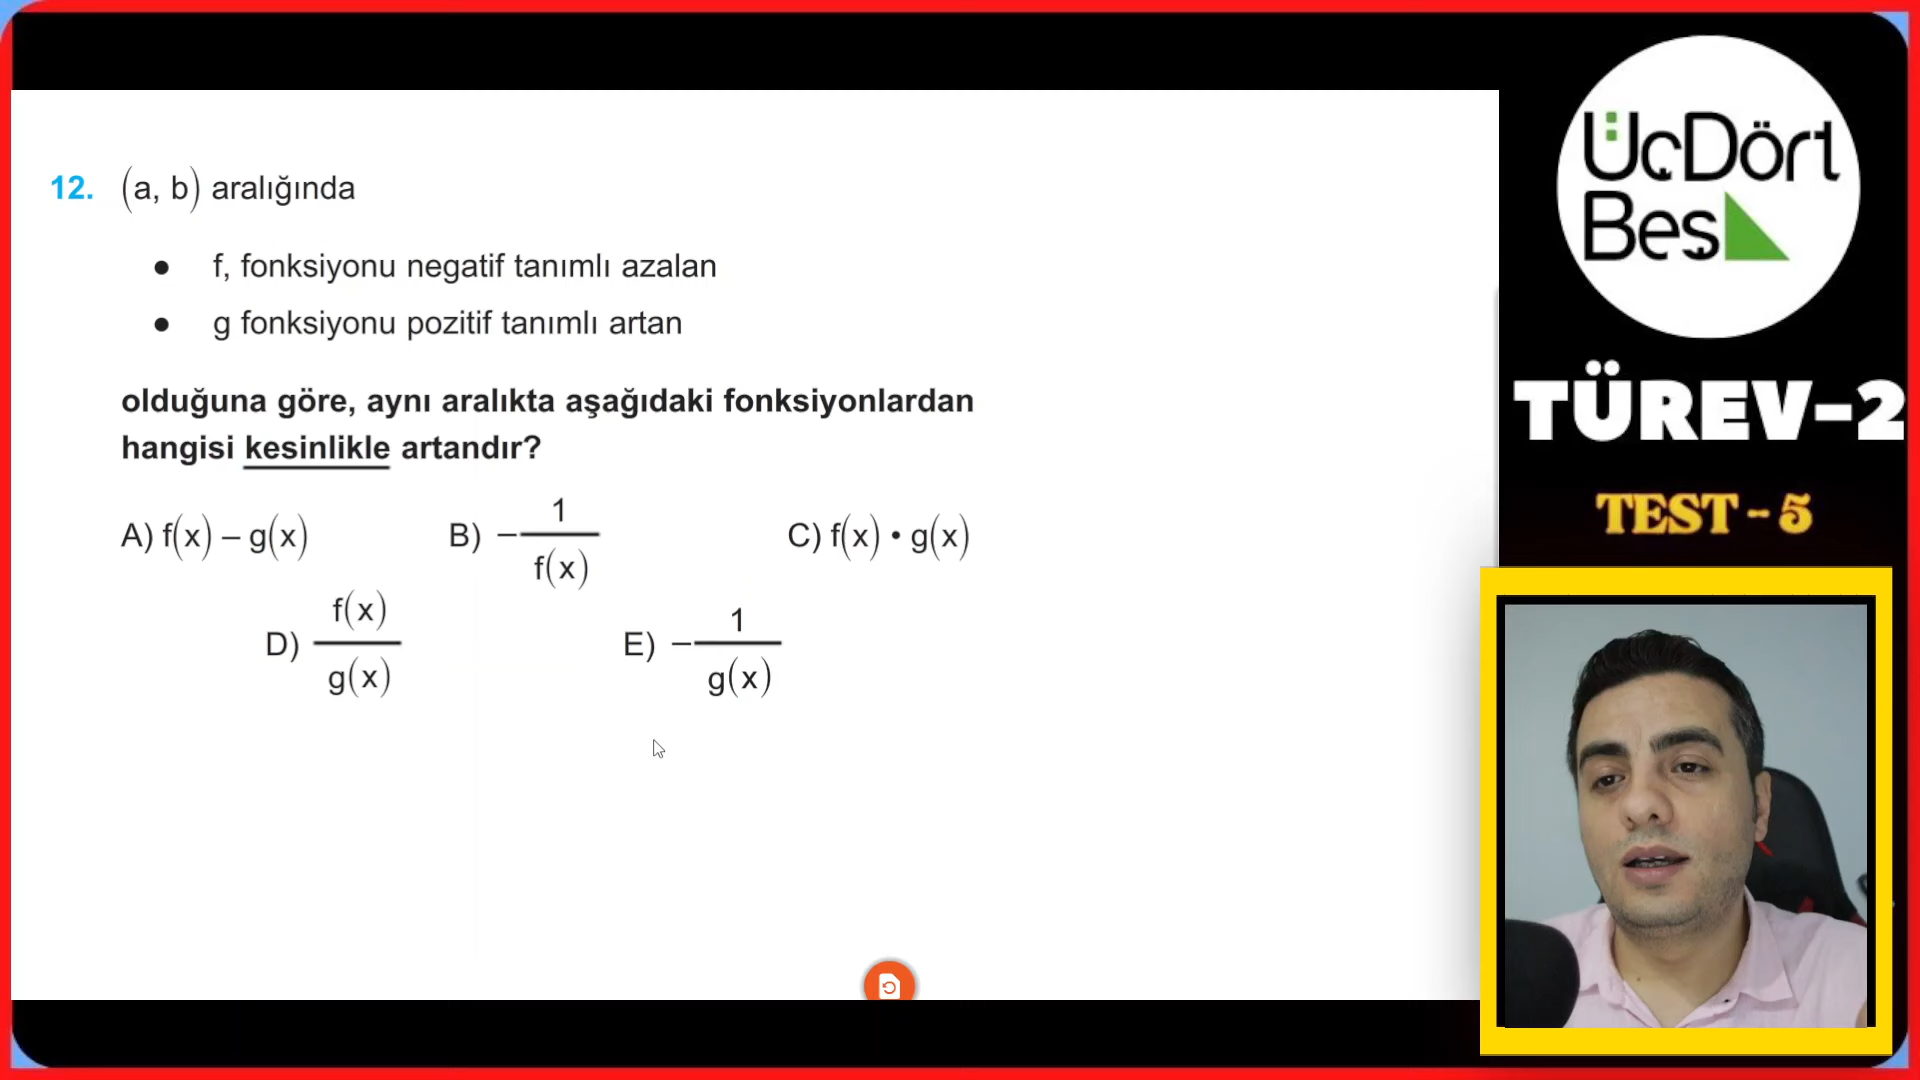 12. (a, b) aralığında
● f, fonksiyonu negatif tanımlı azalan
● g fonksiyonu pozitif tanımlı artan
olduğuna göre, aynı aralıkta aşağıdaki fonksiyonlardan
hangisi kesinlikle artandır?
A) f(x) – g(x) B) –1/f(x) C) f(x) • g(x)
D) f(x)/g(x) E) –1/g(x)
ÜçDört
Beş
TÜREV-2
TEST - 5